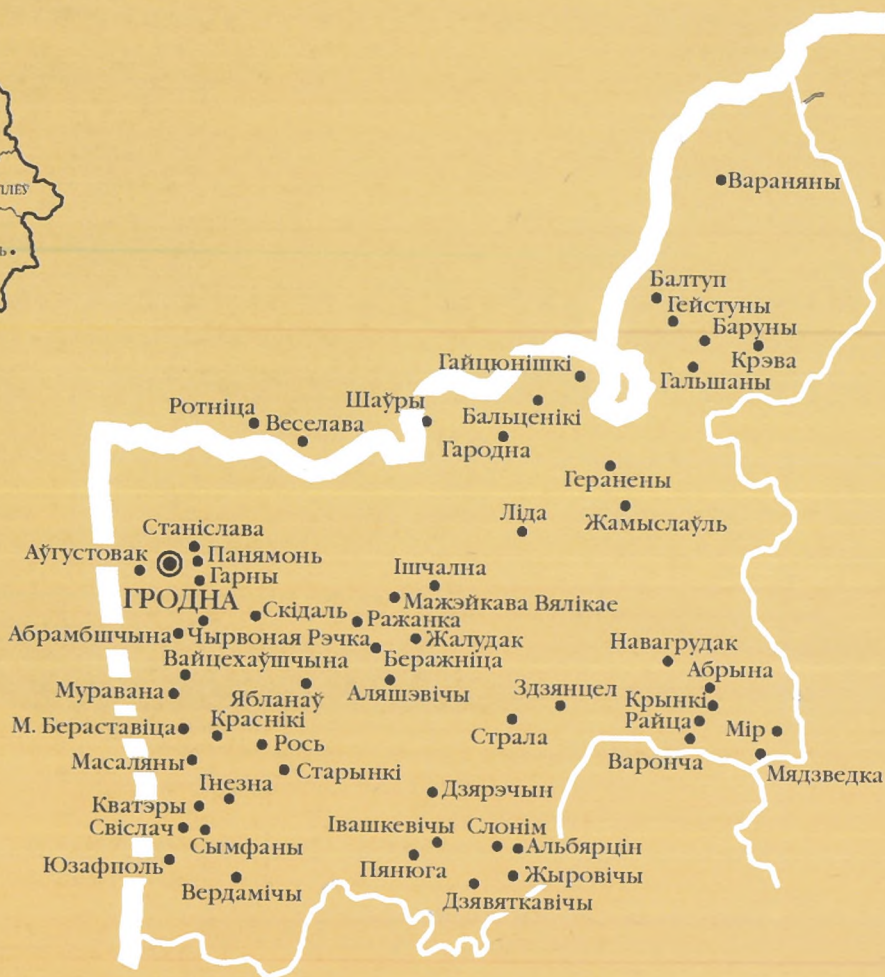 Вараняны
Балтуп
Гейстуны
Баруны
Крэва
Гальшаны
Гайцюнішкі
Шаўры
Бальценікі
Ротніца
Веселава
Гародна
Геранены
Ліда
Жамыслаўль
Станіслава
Аўгустовак
Панямонь
Гарны
ГРОДНА
Ішчална
Мажэйкава Вялікае
Скідаль
Ражанка
Абрамбшчына
Чырвоная Рэчка
Жалудак
Навагрудак
Вайцехаўшчына
Беражніца
Абрына
Муравана
Ябланаў
Аляшэвічы
Здзянцел
Крынкі
Райца
Мір
М. Бераставіца
Краснікі
Рось
Страла
Масаляны
Старынкі
Варонча
Мядзведка
Гнезна
Дзярэчын
Кватэры
Свіслач
Івашкевічы
Слонім
Сымфаны
Альбярцін
Юзафполь
Пянюга
Жыровічы
Вердамічы
Дзявяткавічы